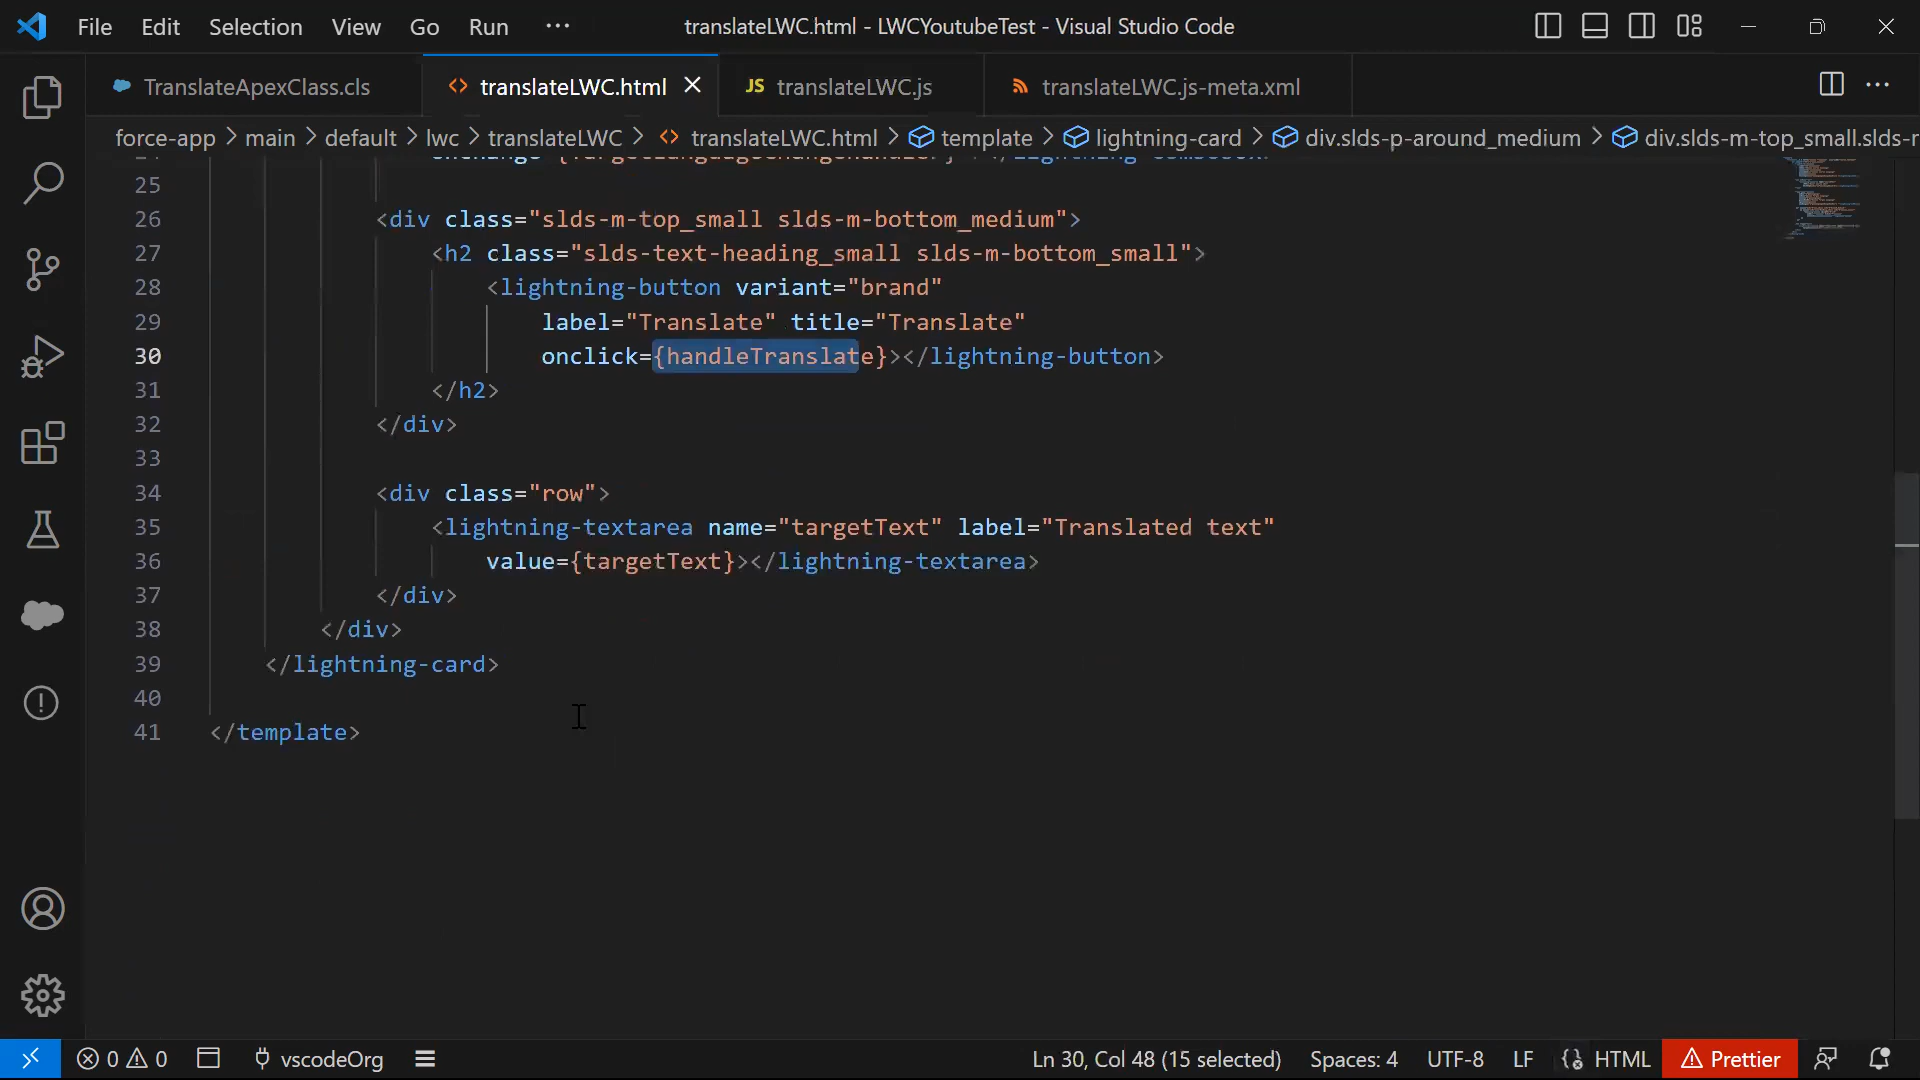 File Edit Selection View Go Run ··· translateLWC.html - LWCYoutubeTest - Visual Studio Code
TranslateApexClass.cls <> translateLWC.html JS translateLWC.js translateLWC.js-meta.xml ···
force-app > main > default > lwc > translateLWC > <> translateLWC.html > template > lightning-card > div.slds-p-around_medium > div.slds-m-top_small.slds-
25
26 <div class="slds-m-top_small slds-m-bottom_medium">
27 <h2 class="slds-text-heading_small slds-m-bottom_small">
28 <lightning-button variant="brand"
29 label="Translate" title="Translate"
30 onclick={handleTranslate}></lightning-button>
31 </h2>
32 </div>
33
34 <div class="row">
35 <lightning-textarea name="targetText" label="Translated text"
36 value={targetText}></lightning-textarea>
37 </div>
38 </div>
39 </lightning-card>
40
41 </template>
0 0 vscodeOrg Ln 30, Col 48 (15 selected) Spaces: 4 UTF-8 LF HTML Prettier